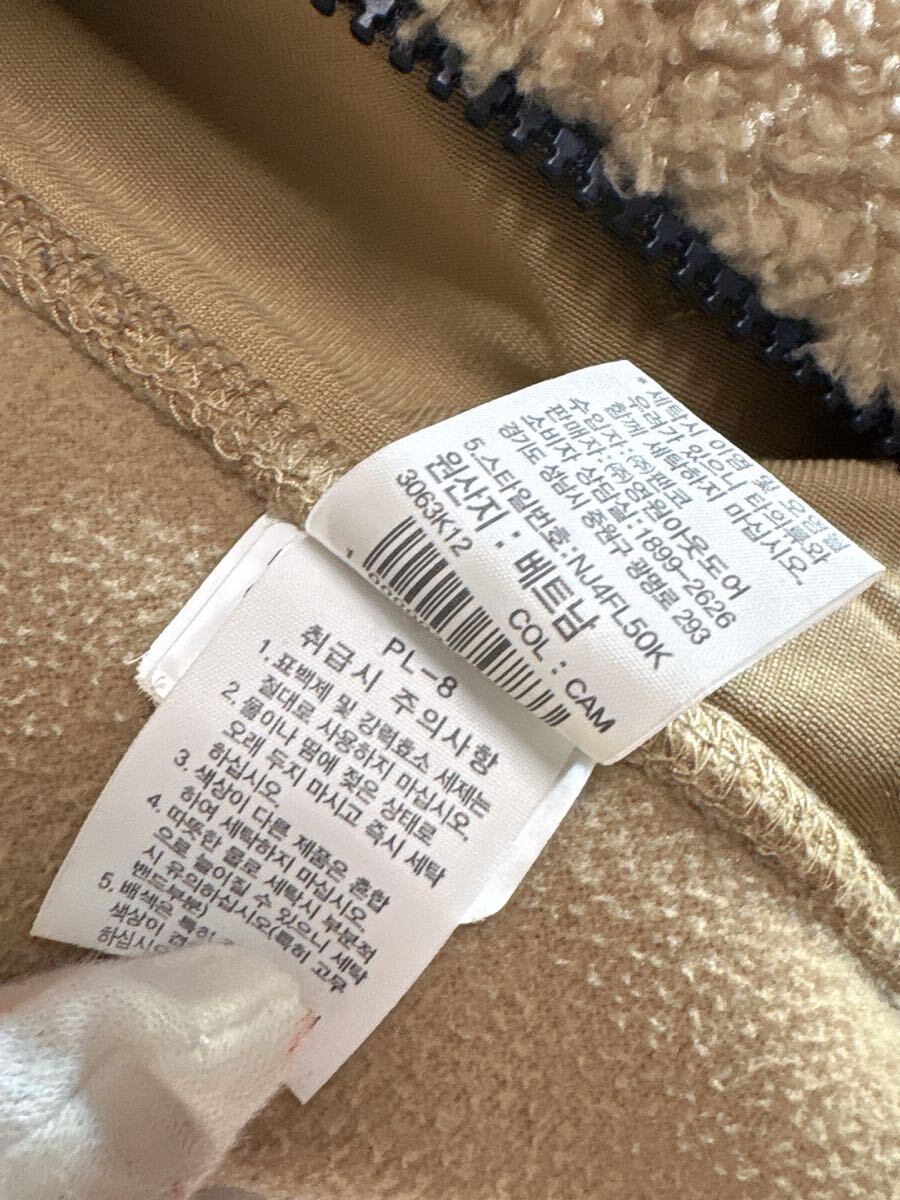 * 세탁시 이염 및 오염될
우려가 있으니 타의류와
함께 세탁하지 마십시오.
수입자: ㈜빈코
판매자: ㈜영원아웃도어
소비자 상담실:1899-2626
경기도 성남시 중원구 광명로 293
5.스타일번호:NJ4FL50K
원산지 : 베트남
3063K12 COL : CAM
PL-8
취급시 주의사항
1. 표백제 및 강력효소 세제는
절대로 사용하지 마십시오.
2. 물이나 땀에 젖은 상태로
오래 두지 마시고 즉시 세탁
하십시오.
3. 색상이 다른 제품은 혼합
하여 세탁하지 마십시오.
4. 따뜻한 물로 세탁시 부분적
으로 늘어질 수 있으니 세탁
시 유의하십시오(특히 고무
밴드부분)
5. 배색은 특히
색상이
하십시오